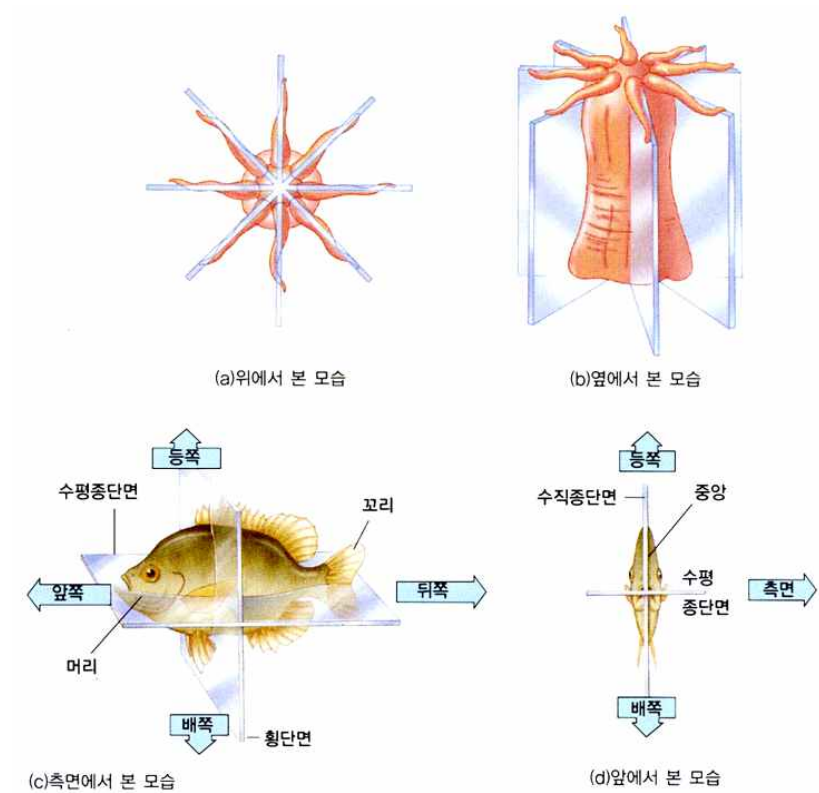 (a)위에서 본 모습
(b)옆에서 본 모습
등쪽
수평종단면
꼬리
앞쪽
뒤쪽
머리
배쪽
횡단면
(c)측면에서 본 모습
등쪽
수직종단면
중앙
수평
종단면
측면
배쪽
(d)앞에서 본 모습